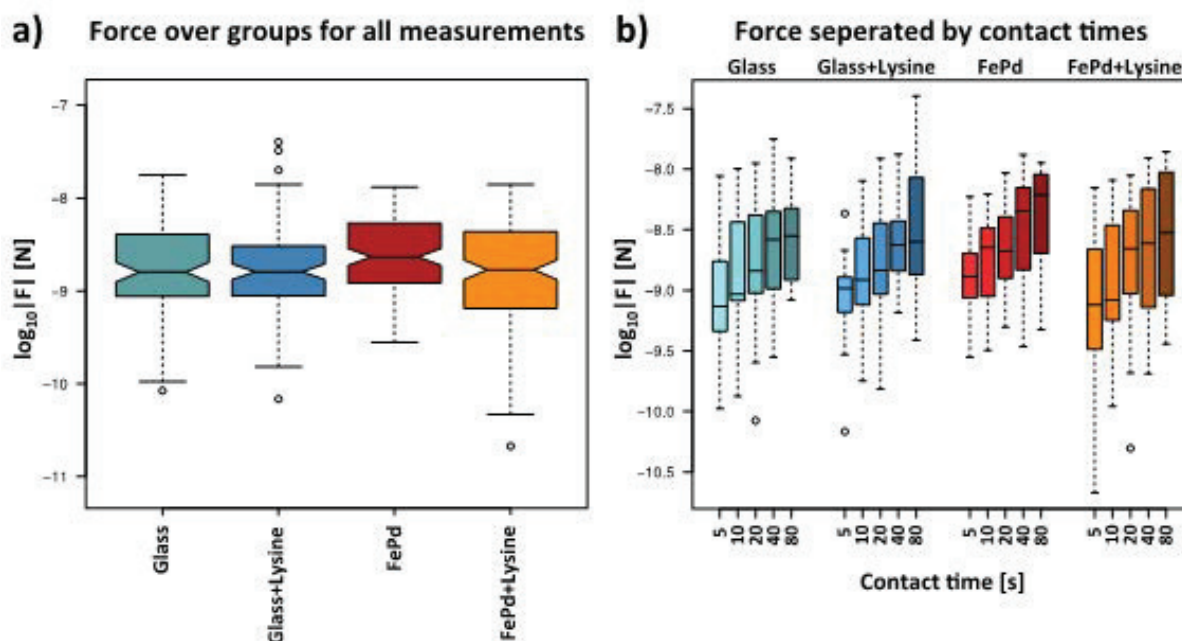 a) Force over groups for all measurements
log10|F| [N]
-7
-8
-9
-10
-11
Glass
Glass+Lysine
FePd
FePd+Lysine
b) Force seperated by contact times
Glass Glass+Lysine FePd FePd+Lysine
log10|F| [N]
-7.5
-8.0
-8.5
-9.0
-9.5
-10.0
-10.5
5 10 20 40 80 5 10 20 40 80 5 10 20 40 80 5 10 20 40 80
Contact time [s]